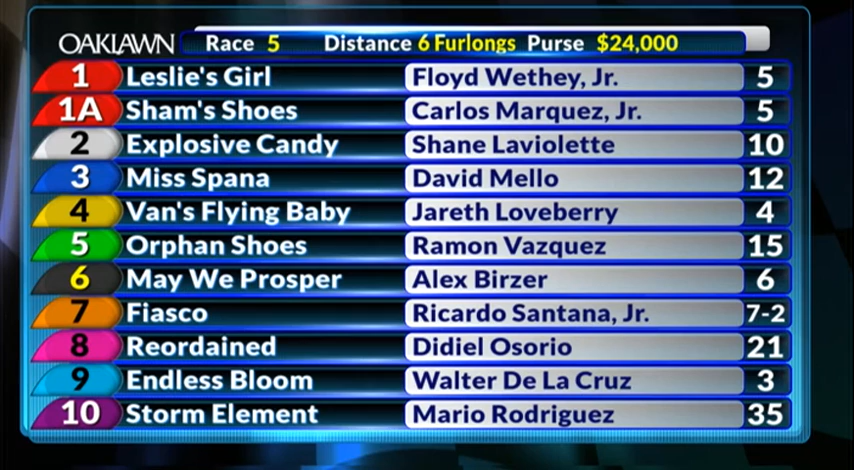 OAKLAWN Race 5 Distance 6 Furlongs Purse $24,000
1 Leslie's Girl Floyd Wethey, Jr. 5
1A Sham's Shoes Carlos Marquez, Jr. 5
2 Explosive Candy Shane Laviolette 10
3 Miss Spana David Mello 12
4 Van's Flying Baby Jareth Loveberry 4
5 Orphan Shoes Ramon Vazquez 15
6 May We Prosper Alex Birzer 6
7 Fiasco Ricardo Santana, Jr. 7-2
8 Reordained Didiel Osorio 21
9 Endless Bloom Walter De La Cruz 3
10 Storm Element Mario Rodriguez 35